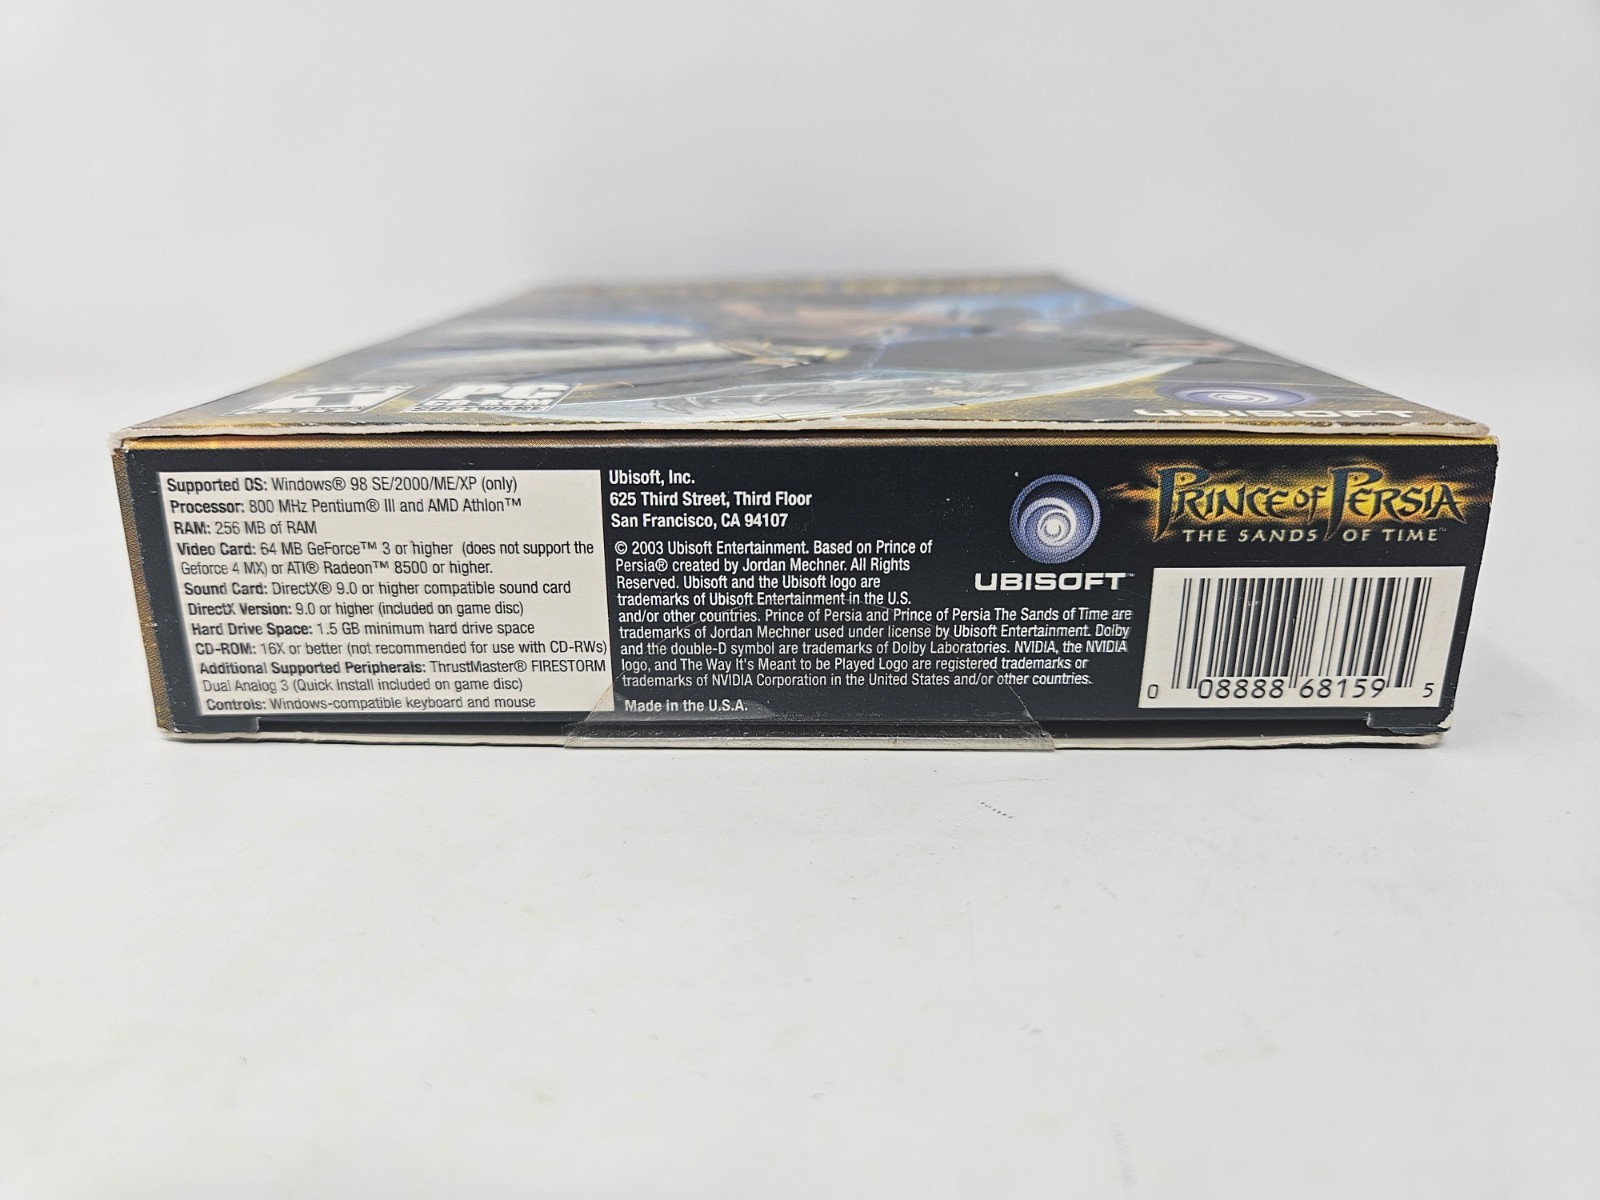 PC
CD-ROM
SOFTWARE
UBISOFT
Supported OS: Windows® 98 SE/2000/ME/XP (only)
Processor: 800 MHz Pentium® III and AMD Athlon™
RAM: 256 MB of RAM
Video Card: 64 MB GeForce™ 3 or higher (does not support the
Geforce 4 MX) or ATI® Radeon™ 8500 or higher.
Sound Card: DirectX® 9.0 or higher compatible sound card
DirectX Version: 9.0 or higher (included on game disc)
Hard Drive Space: 1.5 GB minimum hard drive space
CD-ROM: 16X or better (not recommended for use with CD-RWs)
Additional Supported Peripherals: ThrustMaster® FIRESTORM
Dual Analog 3 (Quick Install included on game disc)
Controls: Windows-compatible keyboard and mouse
Ubisoft, Inc.
625 Third Street, Third Floor
San Francisco, CA 94107
© 2003 Ubisoft Entertainment. Based on Prince of
Persia® created by Jordan Mechner. All Rights
Reserved. Ubisoft and the Ubisoft logo are
trademarks of Ubisoft Entertainment in the U.S.
and/or other countries. Prince of Persia and Prince of Persia The Sands of Time are
trademarks of Jordan Mechner used under license by Ubisoft Entertainment. Dolby
and the double-D symbol are trademarks of Dolby Laboratories. NVIDIA, the NVIDIA
logo, and The Way It's Meant to be Played Logo are registered trademarks or
trademarks of NVIDIA Corporation in the United States and/or other countries.
Made in the U.S.A.
UBISOFT™
PRINCE OF PERSIA
THE SANDS OF TIME™
0 08888 68159 5